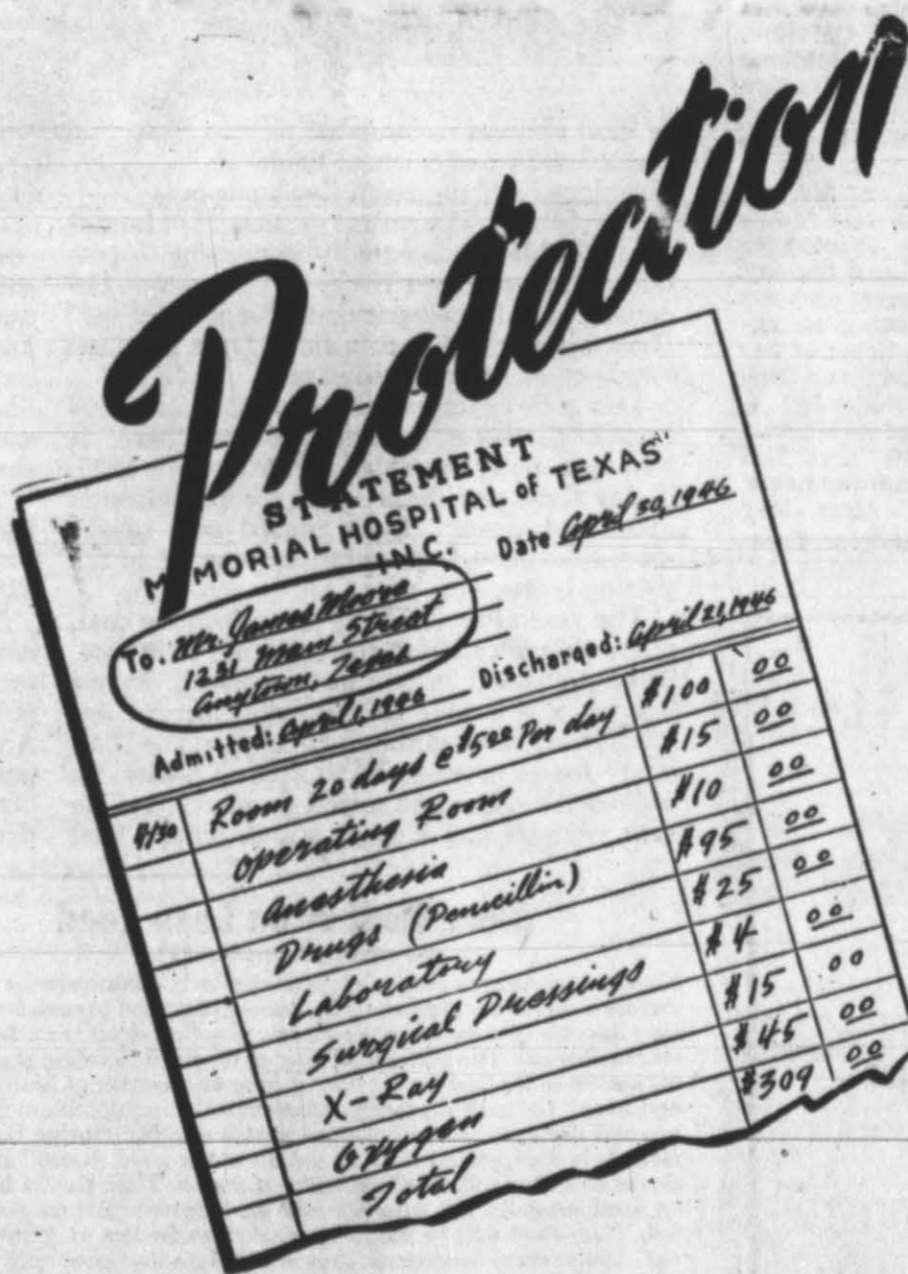 Protection
STATEMENT
MEMORIAL HOSPITAL of TEXAS"
INC.
Date April 30, 1946
To. Mr. James Moore
1231 Main Street
Anytown, Texas
Admitted: April 1, 1946 Discharged: April 21, 1946
4/30 Room 20 days @ $5.00 Per day $100 00
Operating Room $15 00
Anesthesia $10 00
Drugs (Penicillin) $95 00
Laboratory $25 00
Surgical Dressings $4 00
X-Ray $15 00
Oxygen $45 00
Total $309 00